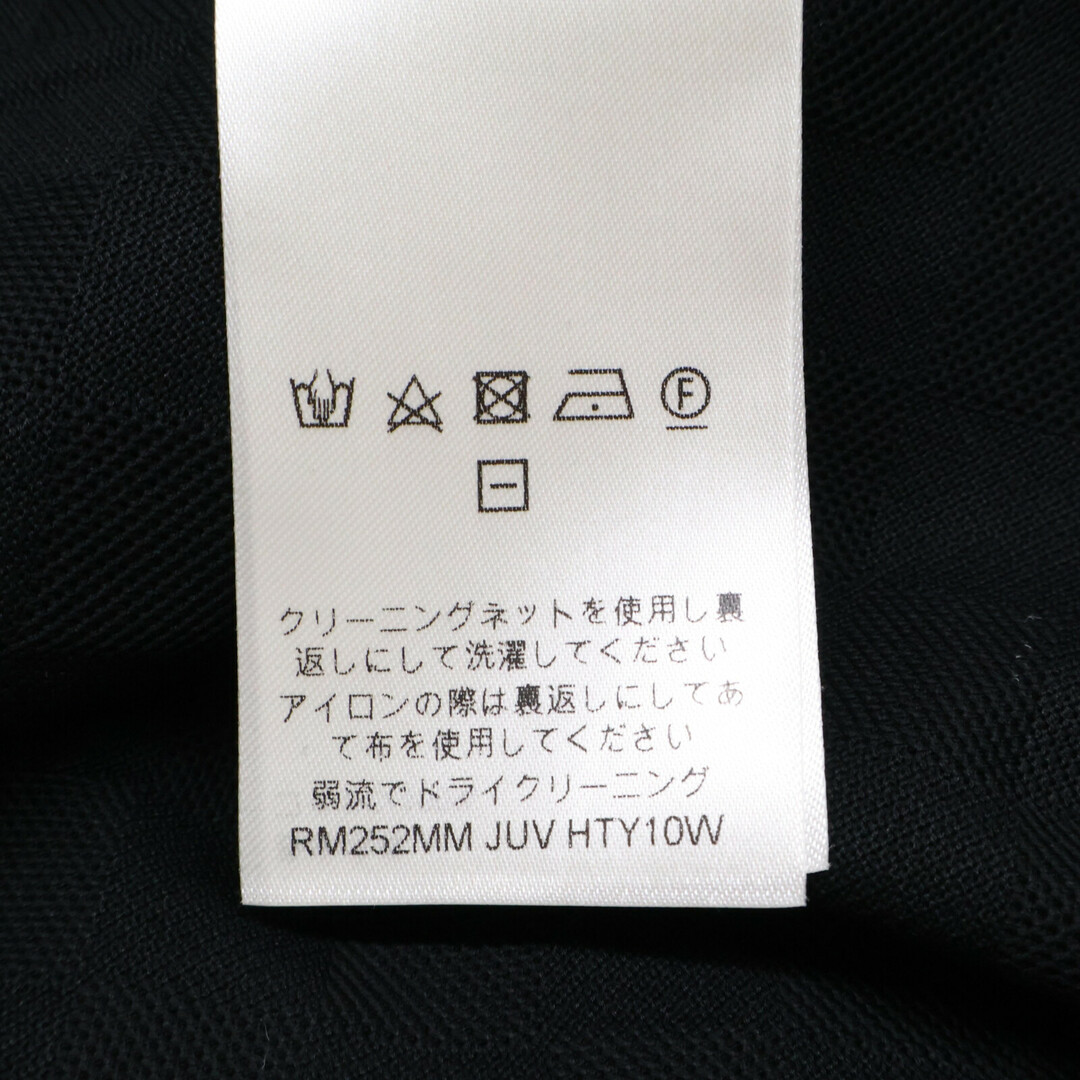 F
クリーニングネットを使用し裏
返しにして洗濯してください
アイロンの際は裏返しにしてあ
て布を使用してください
弱流でドライクリーニング
RM252MM JUV HTY10W